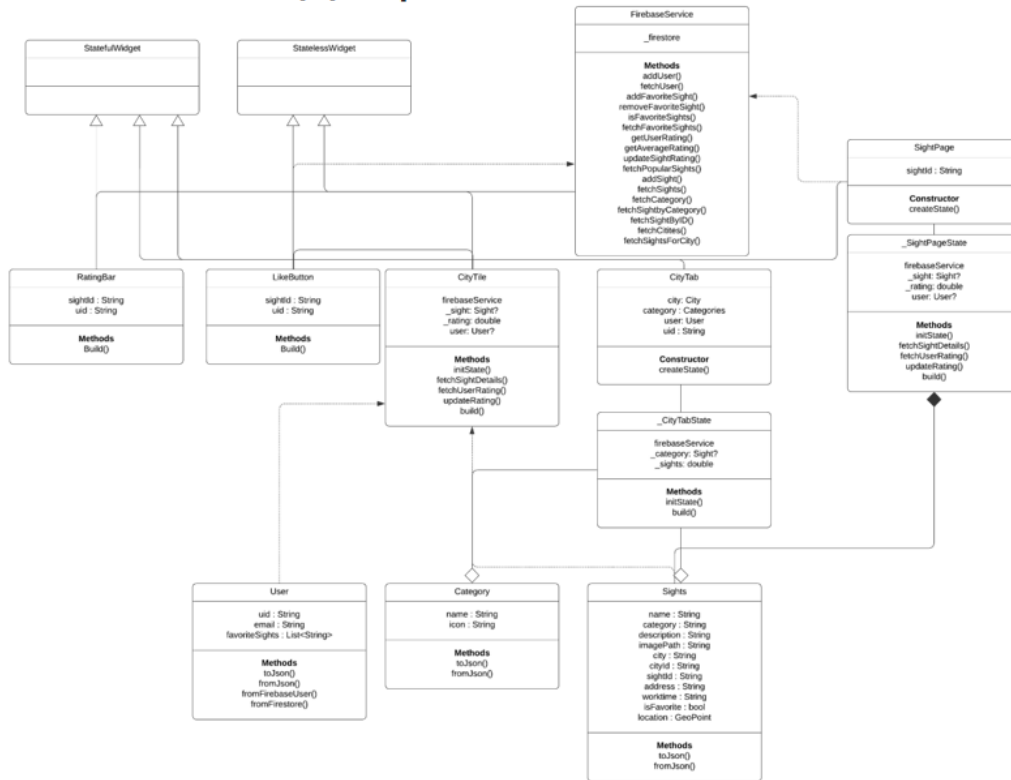 FirebaseService
_firestore
Methods
addUser()
fetchUser()
addFavoriteSight()
removeFavoriteSight()
isFavoriteSights()
fetchFavoriteSights()
getUserRating()
getAverageRating()
updateSightRating()
fetchPopularSights()
addSight()
fetchSights()
fetchCategory()
fetchSightbyCategory()
fetchSightByID()
fetchCitites()
fetchSightsForCity()
StatefulWidget
StatelessWidget
SightPage
sightId : String
Constructor
createState()
_SightPageState
firebaseService
_sight: Sight?
_rating: double
user: User?
Methods
initState()
fetchSightDetails()
fetchUserRating()
updateRating()
build()
RatingBar
sightId : String
uid : String
Methods
Build()
LikeButton
sightId : String
uid : String
Methods
Build()
CityTile
firebaseService
_sight: Sight?
_rating: double
user: User?
Methods
initState()
fetchSightDetails()
fetchUserRating()
updateRating()
build()
CityTab
city: City
category : Categories
user: User
uid : String
Constructor
createState()
_CityTabState
firebaseService
_category: Sight?
_sights: double
Methods
initState()
build()
User
uid : String
email : String
favoriteSights : List<String>
Methods
toJson()
fromJson()
fromFirebaseUser()
fromFirestore()
Category
name : String
icon : String
Methods
toJson()
fromJson()
Sights
name : String
category : String
description : String
imagePath : String
city : String
cityId : String
sightId : String
address : String
worktime : String
isFavorite : bool
location : GeoPoint
Methods
toJson()
fromJson()